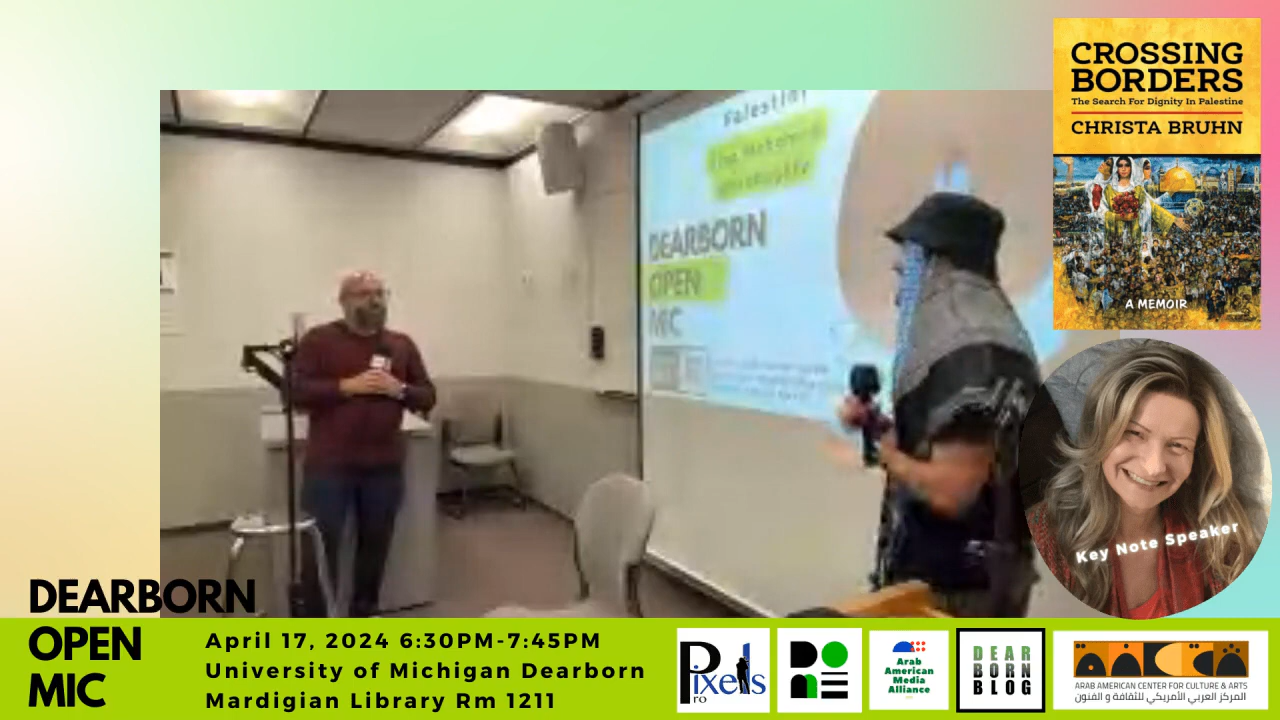 CROSSING
BORDERS
The Search For Dignity In Palestine
CHRISTA BRUHN
A MEMOIR
DEARBORN
OPEN
MIC
Key Note Speaker
DEARBORN
OPEN
MIC
April 17, 2024 6:30PM-7:45PM
University of Michigan Dearborn
Mardigian Library Rm 1211
Pixels
Pro
DONE
Arab
American
Media
Alliance
DEAR
BORN
BLOG
ARAB AMERICAN CENTER FOR CULTURE & ARTS
المركز العربي الأمريكي للثقافة و الفنون